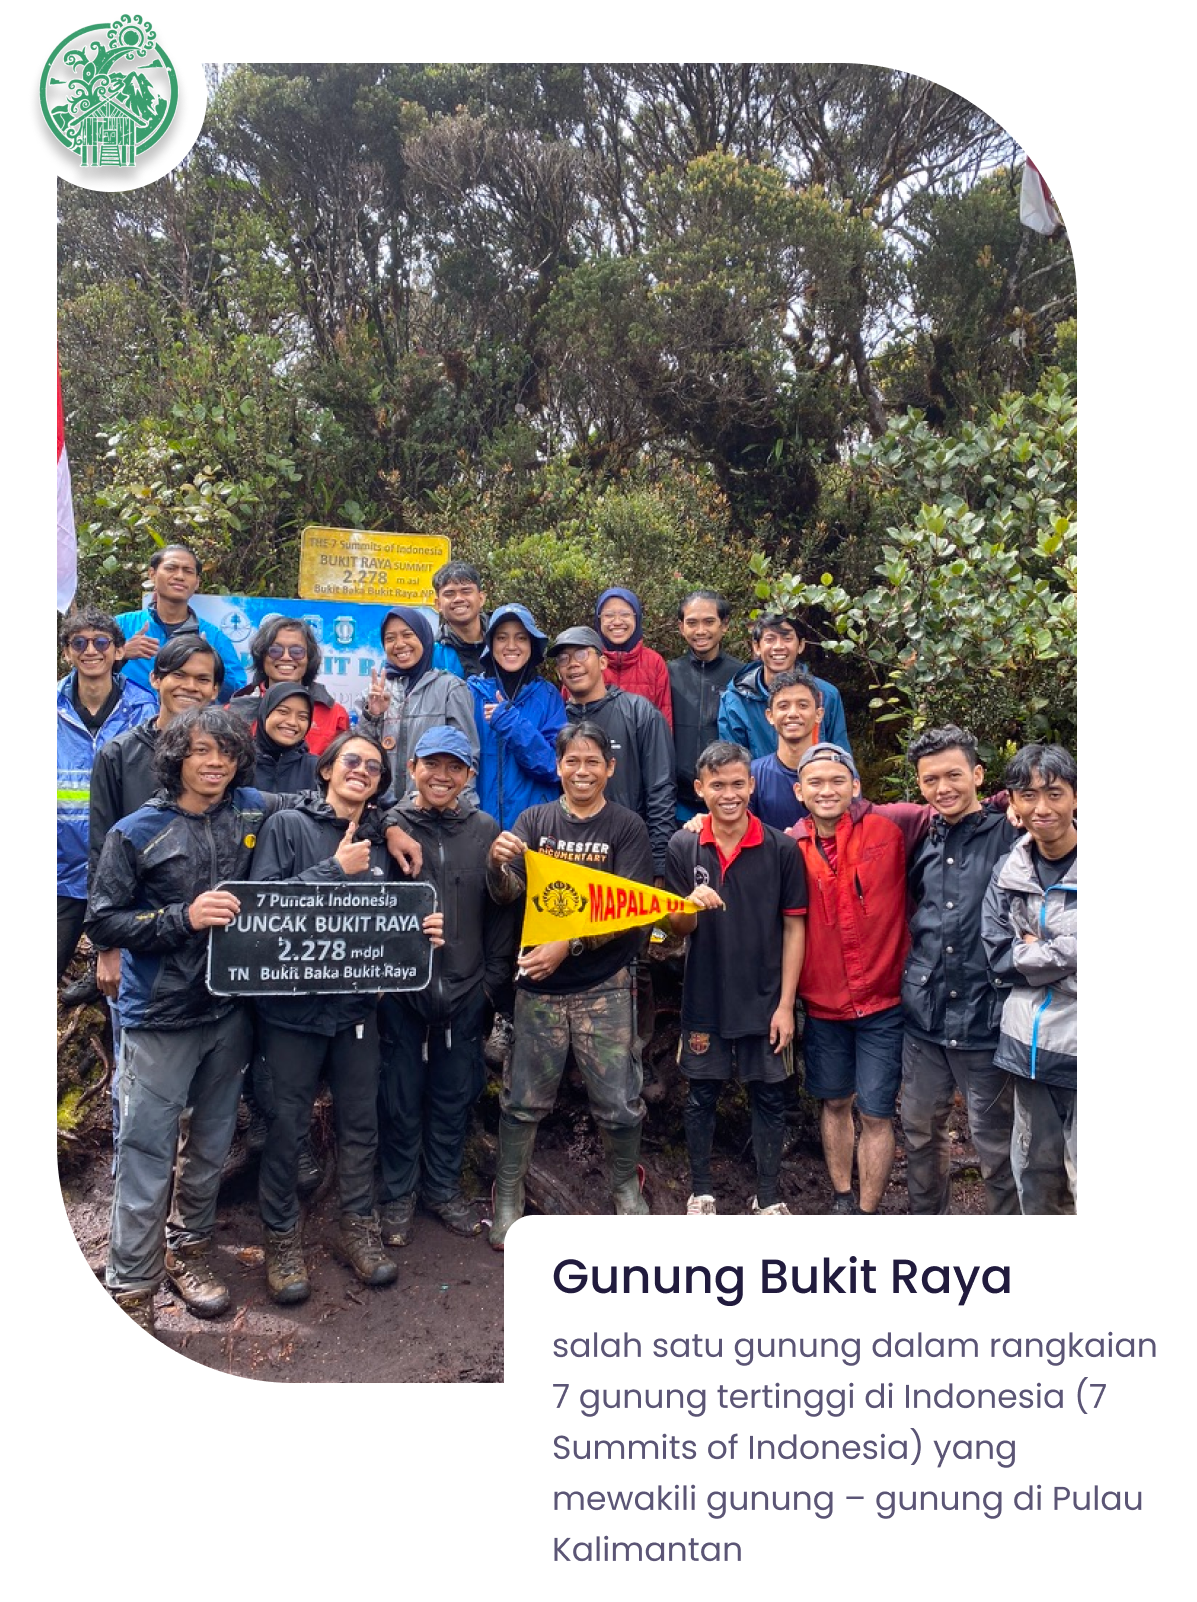 THE 7 Summits of Indonesia
BUKIT RAYA SUMMIT
2.278 m asl
Bukit Baka Bukit Raya NP
FORESTER
DOCUMENTARY
MAPALA UI
7 Puncak Indonesia
PUNCAK BUKIT RAYA
2.278 mdpl
TN Bukit Baka Bukit Raya
Gunung Bukit Raya
salah satu gunung dalam rangkaian
7 gunung tertinggi di Indonesia (7
Summits of Indonesia) yang
mewakili gunung – gunung di Pulau
Kalimantan